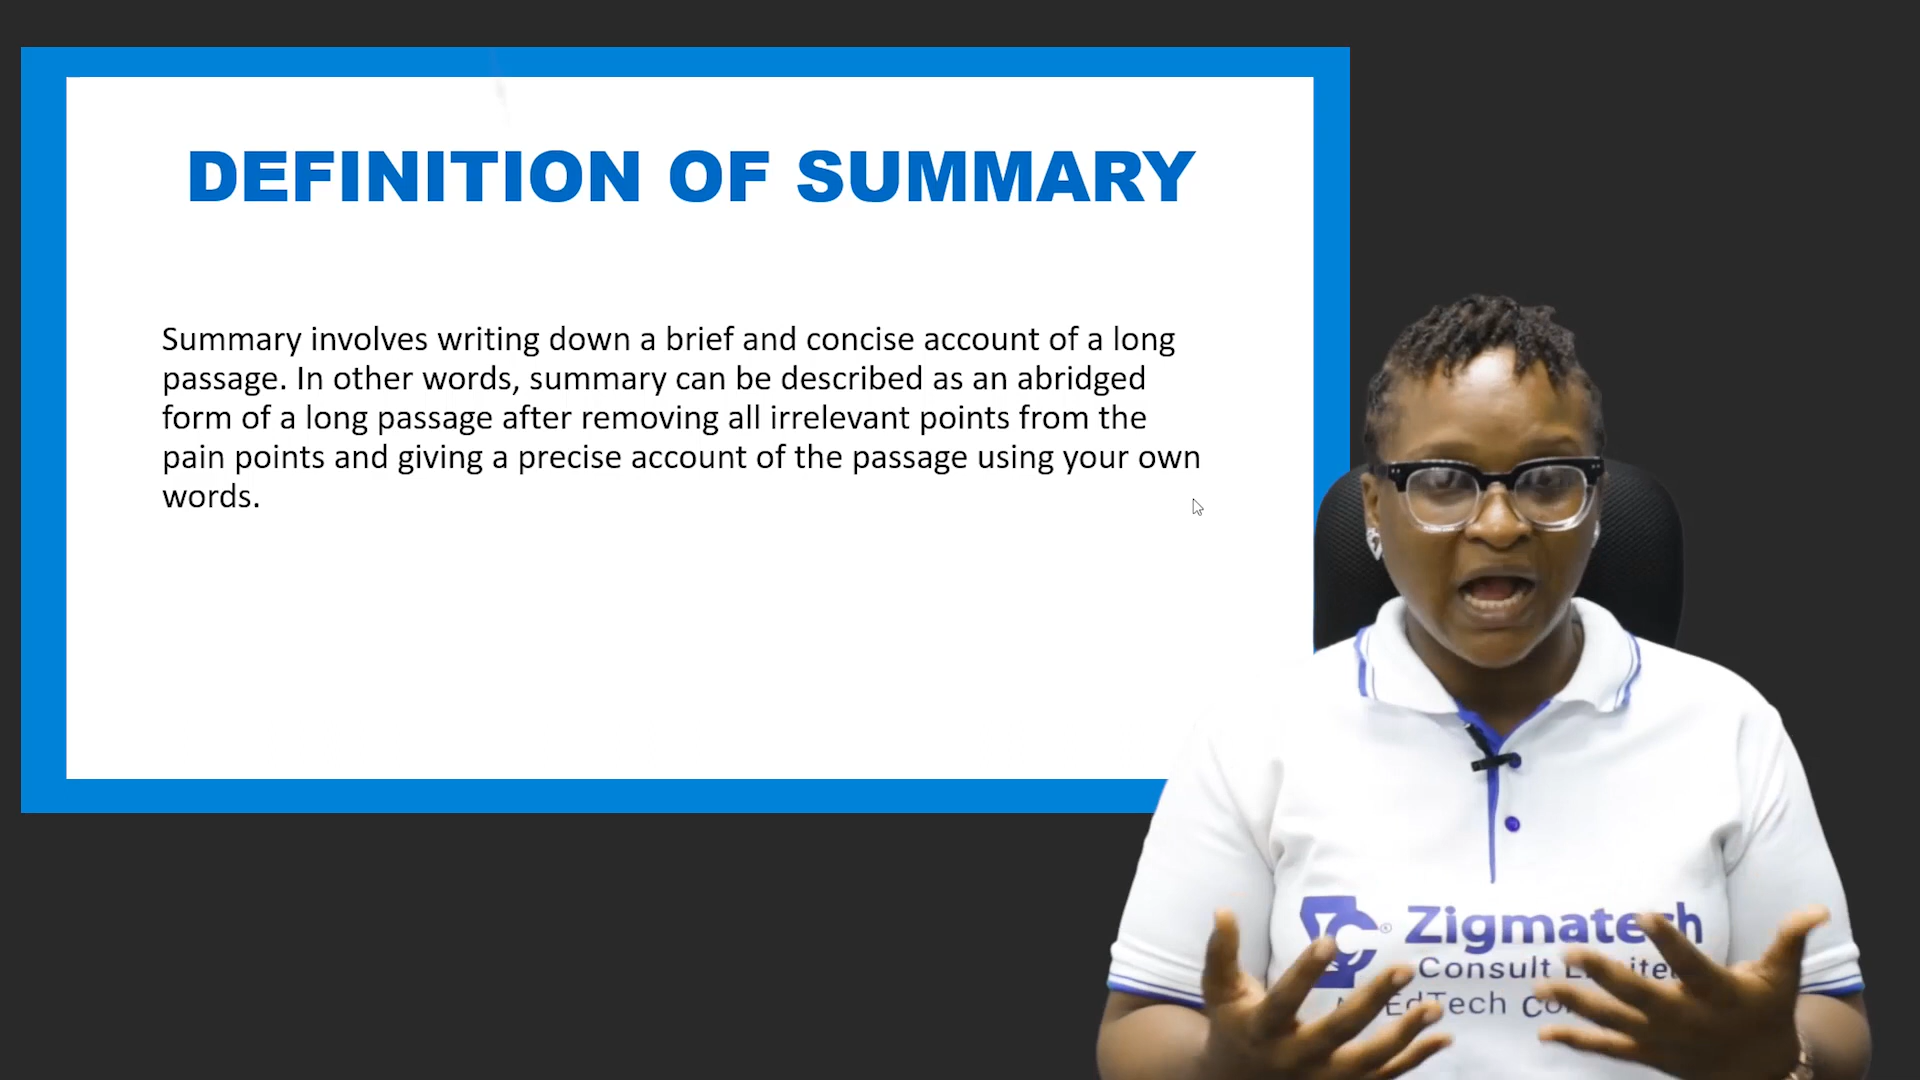 DEFINITION OF SUMMARY
Summary involves writing down a brief and concise account of a long
passage. In other words, summary can be described as an abridged
form of a long passage after removing all irrelevant points from the
pain points and giving a precise account of the passage using your own
words.
Zigmatech
Consult
EdTech